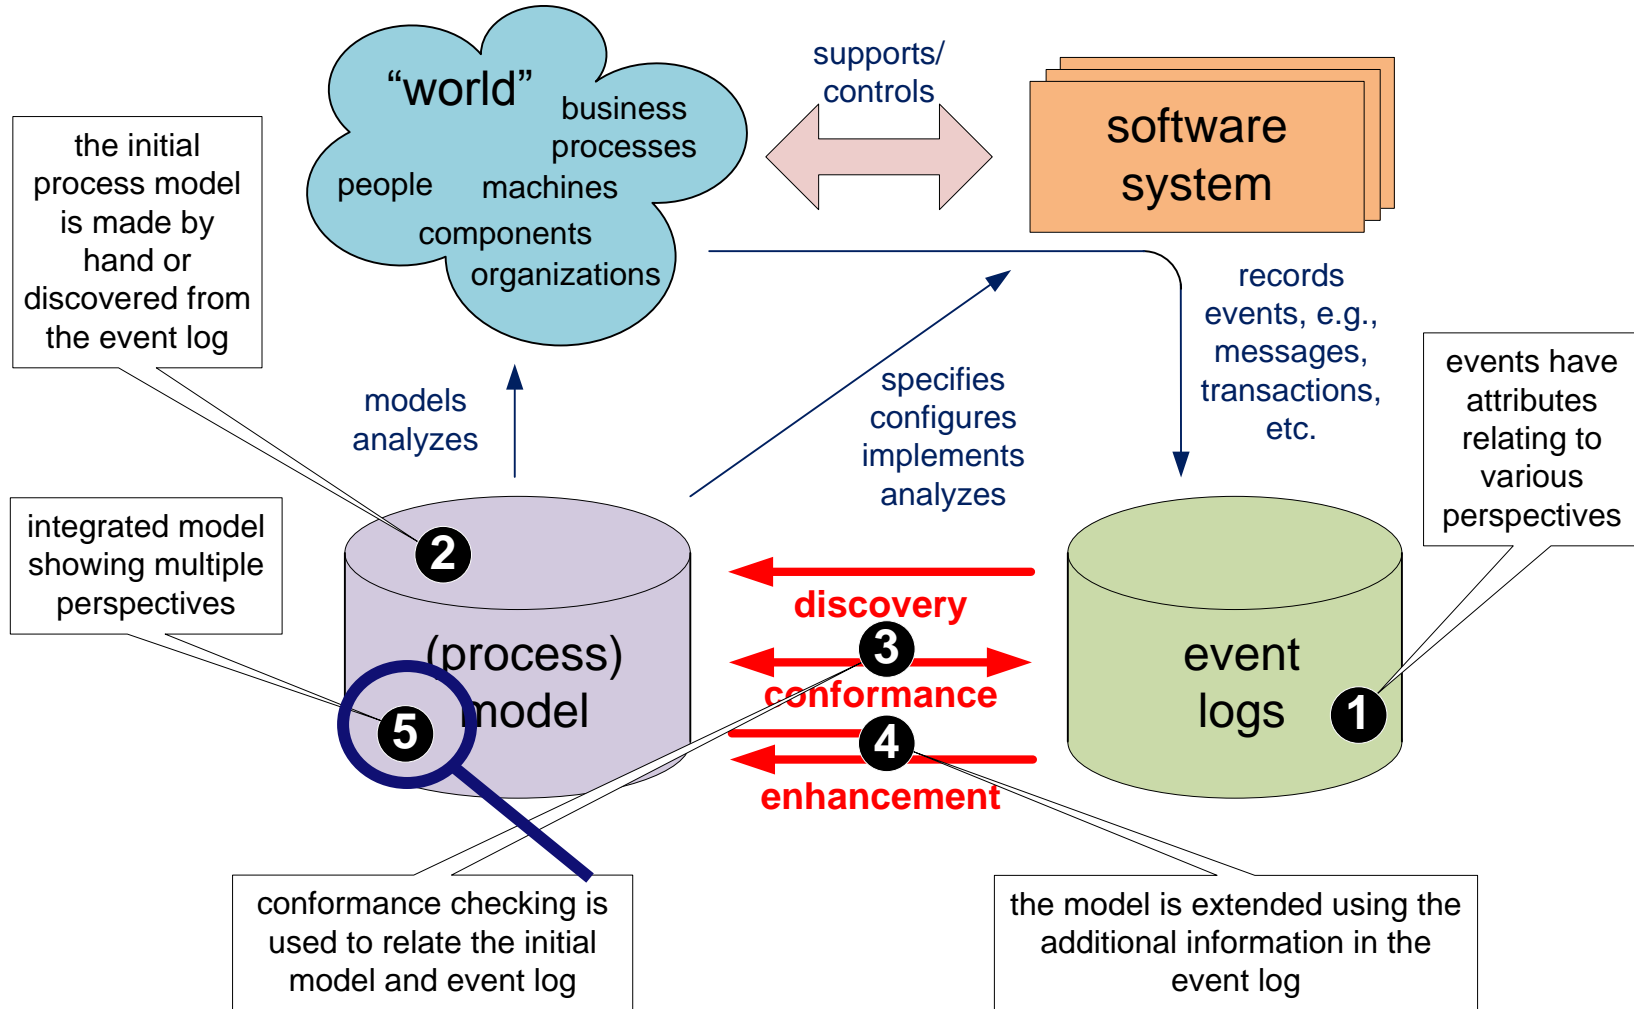 “world”
business
processes
people
machines
components
organizations
supports/
controls
software
system
the initial
process model
is made by
hand or
discovered from
the event log
records
events, e.g.,
messages,
transactions,
etc.
events have
attributes
relating to
various
perspectives
models
analyzes
specifies
configures
implements
analyzes
integrated model
showing multiple
perspectives
2
(process)
model
5
discovery
3
conformance
4
enhancement
event
logs
1
conformance checking is
used to relate the initial
model and event log
the model is extended using the
additional information in the
event log